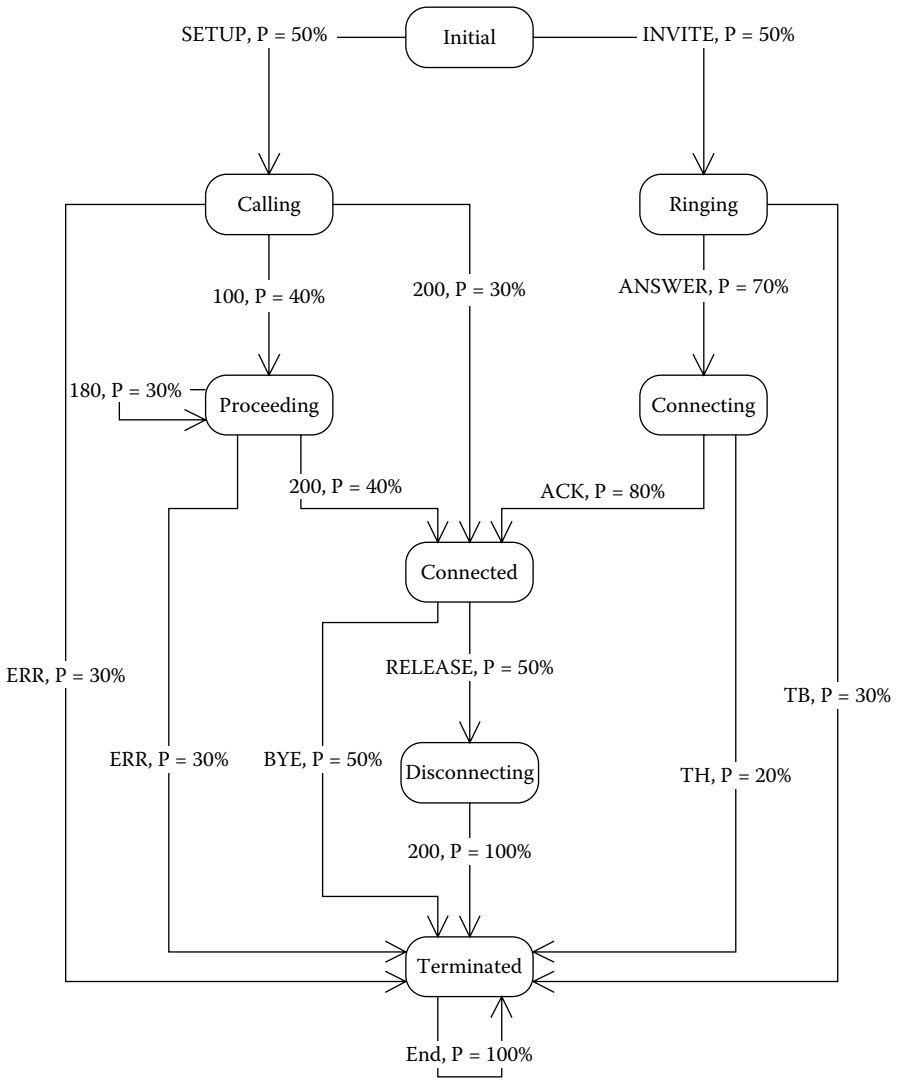 SETUP, P = 50%
Initial
INVITE, P = 50%
Calling
Ringing
100, P = 40%
200, P = 30%
ANSWER, P = 70%
180, P = 30%
Proceeding
Connecting
200, P = 40%
ACK, P = 80%
Connected
ERR, P = 30%
RELEASE, P = 50%
TB, P = 30%
ERR, P = 30%
BYE, P = 50%
Disconnecting
TH, P = 20%
200, P = 100%
Terminated
End, P = 100%